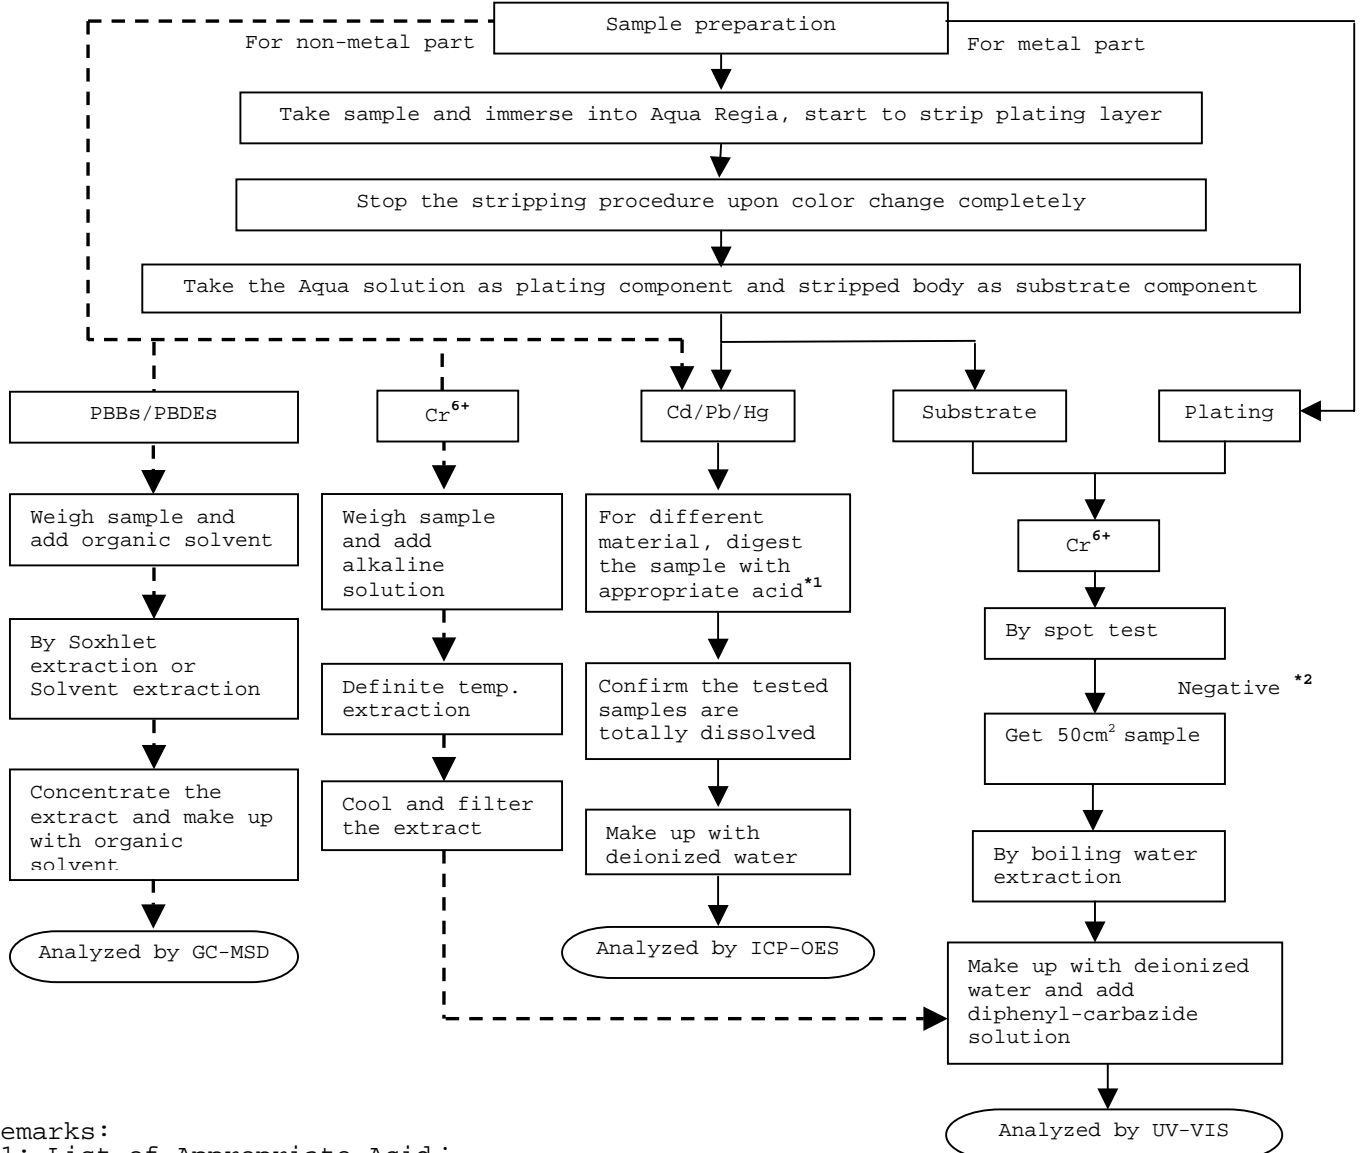 Sample preparation
For non-metal part
For metal part
Take sample and immerse into Aqua Regia, start to strip plating layer
Stop the stripping procedure upon color change completely
Take the Aqua solution as plating component and stripped body as substrate component
PBBs/PBDEs
Cr6+
Cd/Pb/Hg
Substrate
Plating
Weigh sample and
add organic solvent
Weigh sample
and add
alkaline
solution
For different
material, digest
the sample with
appropriate acid*1
Cr6+
By Soxhlet
extraction or
Solvent extraction
Definite temp.
extraction
Confirm the tested
samples are
totally dissolved
By spot test
Negative *2
Get 50cm2 sample
Concentrate the
extract and make up
with organic
solvent
Cool and filter
the extract
Make up with
deionized water
By boiling water
extraction
Analyzed by GC-MSD
Analyzed by ICP-OES
Make up with deionized
water and add
diphenyl-carbazide
solution
Analyzed by UV-VIS
emarks:
1: List of Appropriate Acid: